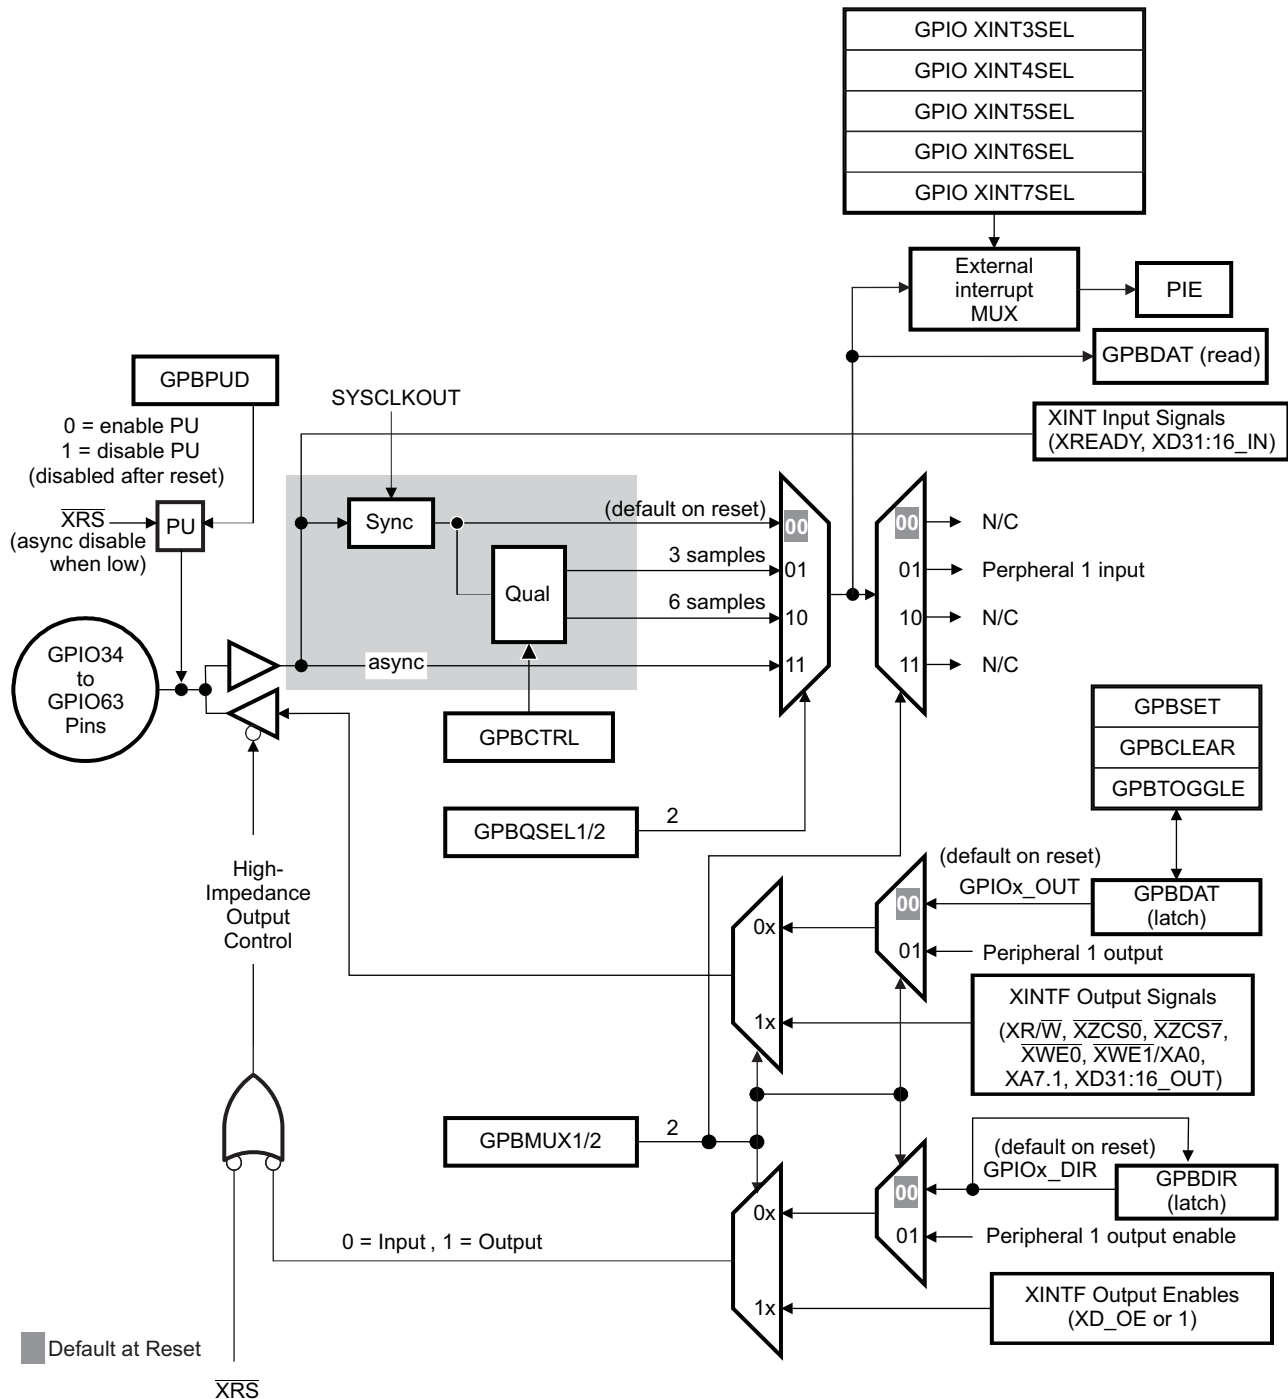 GPIO XINT3SEL
GPIO XINT4SEL
GPIO XINT5SEL
GPIO XINT6SEL
GPIO XINT7SEL
External
interrupt
MUX
PIE
GPBDAT (read)
GPBPUD
0 = enable PU
1 = disable PU
(disabled after reset)
SYSCLKOUT
XINT Input Signals
(XREADY, XD31:16_IN)
XRS
(async disable
when low)
PU
Sync
(default on reset)
00
00
N/C
3 samples
01
01
Perpheral 1 input
Qual
6 samples
10
10
N/C
async
11
11
N/C
GPIO34
to
GPIO63
Pins
GPBCTRL
GPBSET
GPBCLEAR
GPBTOGGLE
GPBQSEL1/2
2
High-
Impedance
Output
Control
(default on reset)
GPIOx_OUT
00
GPBDAT
(latch)
0x
01
Peripheral 1 output
1x
XINTF Output Signals
(XR/W, XZCS0, XZCS7,
XWE0, XWE1/XA0,
XA7.1, XD31:16_OUT)
GPBMUX1/2
2
(default on reset)
GPIOx_DIR
00
GPBDIR
(latch)
0x
01
Peripheral 1 output enable
0 = Input , 1 = Output
1x
XINTF Output Enables
(XD_OE or 1)
Default at Reset
XRS